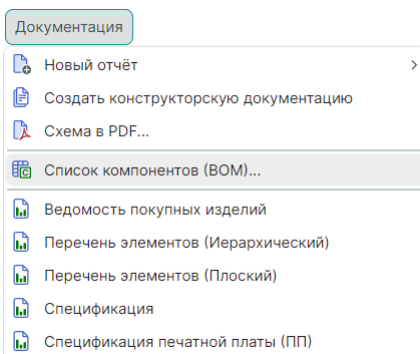 Документация
Новый отчёт
Создать конструкторскую документацию
Схема в PDF...
Список компонентов (BOM)...
Ведомость покупных изделий
Перечень элементов (Иерархический)
Перечень элементов (Плоский)
Спецификация
Спецификация печатной платы (ПП)